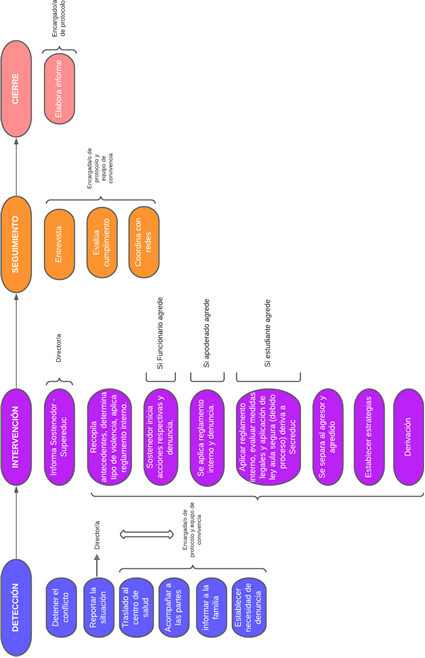 DETECCIÓN
Detener el
conflicto
Reportar la
situación
Director/a
Traslado al
centro de
salud
Acompañar a
las partes
informar a la
familia
Establecer
necesidad de
denuncia
Encargada/o de
protocolo y equipo de
convivencia
INTERVENCIÓN
Informa Sostenedor -
Supereduc
Director/a
Recopila
antecedentes, determina
tipo de violencia, aplica
reglamento interno.
Sostenedor inicia
acciones respectivas y
denuncia.
Si Funcionario agrede
Se aplica reglamento
interno y denuncia.
Si apoderado agrede
Aplicar reglamento
interno, evaluar medidas
legales y aplicación de
ley aula segura (debido
proceso) deriva a
Secreduc
Si estudiante agrede
Se separa al agresor y
agredido
Establecer estrategias
Derivación
SEGUIMIENTO
Entrevista
Evalúa
cumplimiento
Coordina con
redes
Encargada/o de
protocolo y
equipo de
convivencia
CIERRE
Elabora informe
Encargado/a
de protocolo